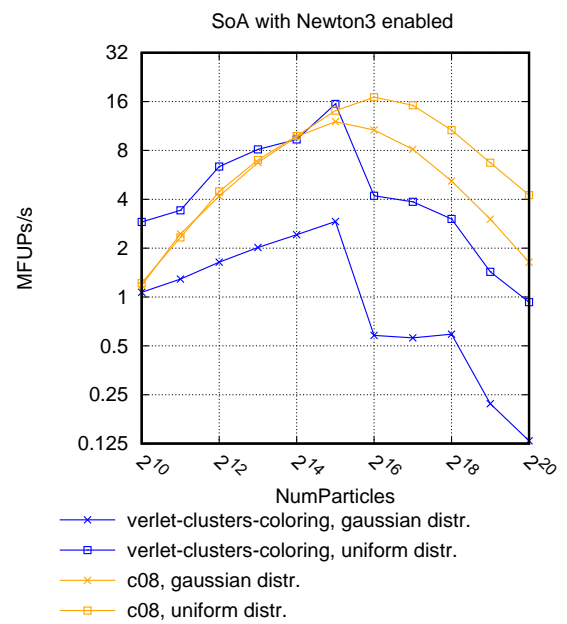 SoA with Newton3 enabled
32
16
8
4
2
1
0.5
0.25
0.125
MFUPs/s
2^10
2^12
2^14
2^16
2^18
2^20
NumParticles
verlet-clusters-coloring, gaussian distr.
verlet-clusters-coloring, uniform distr.
c08, gaussian distr.
c08, uniform distr.